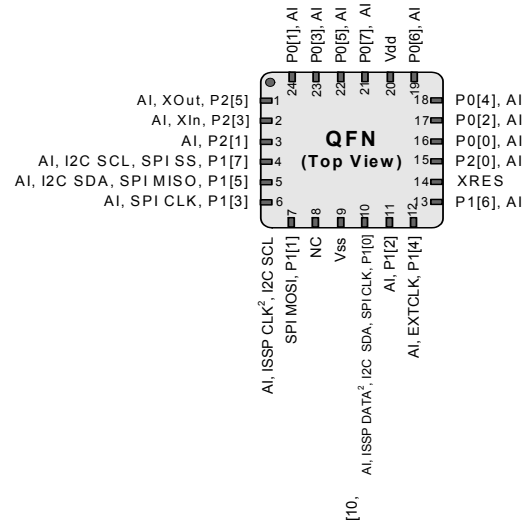 P0[1], AI
P0[3], AI
P0[5], AI
P0[7], AI
Vdd
P0[6], AI
24
23
22
21
20
19
AI, XOut, P2[5]
AI, XIn, P2[3]
AI, P2[1]
AI, I2C SCL, SPI SS, P1[7]
AI, I2C SDA, SPI MISO, P1[5]
AI, SPI CLK, P1[3]
1
2
3
4
5
6
QFN
(Top View)
18
17
16
15
14
13
P0[4], AI
P0[2], AI
P0[0], AI
P2[0], AI
XRES
P1[6], AI
7
8
9
10
11
12
AI, ISSP CLK², I2C SCL
SPI MOSI, P1[1]
NC
Vss
AI, ISSP DATA², I2C SDA, SPI CLK, P1[0]
AI, P1[2]
AI, EXTCLK, P1[4]
[10,